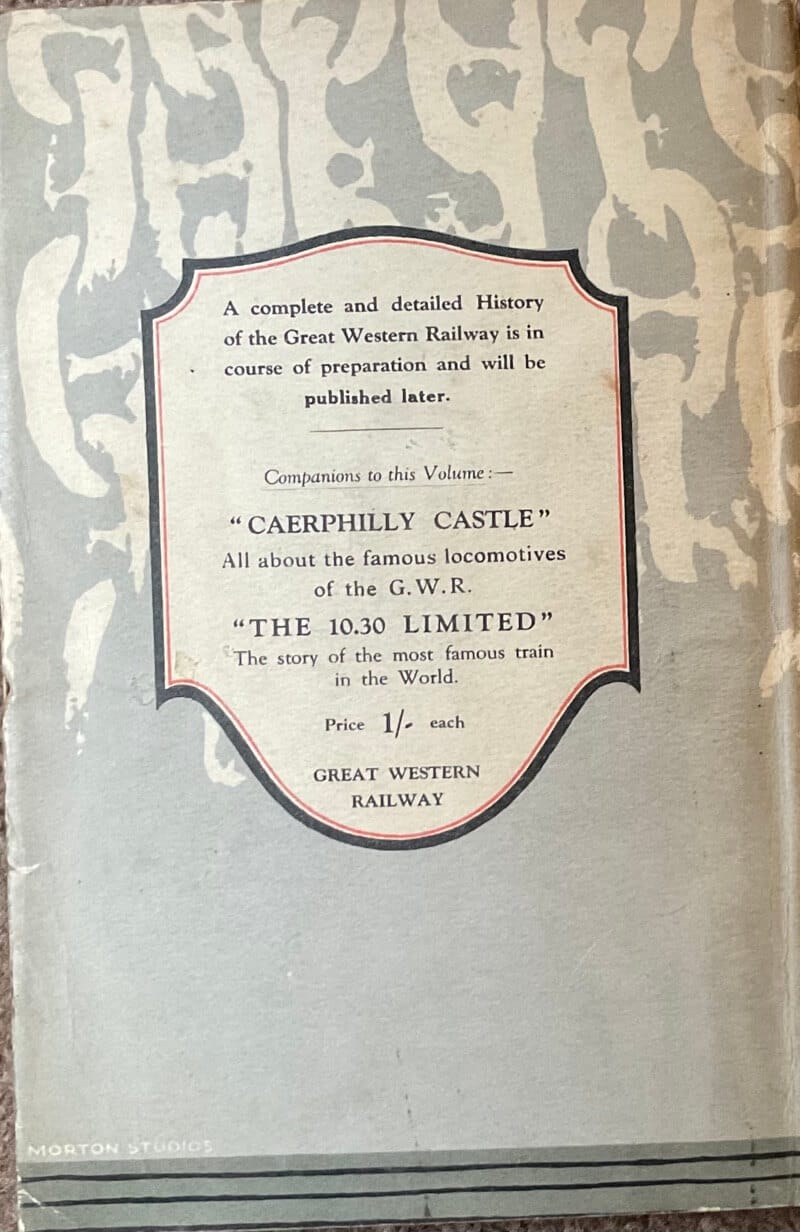 A complete and detailed History
of the Great Western Railway is in
course of preparation and will be
published later.
Companions to this Volume:—
"CAERPHILLY CASTLE"
All about the famous locomotives
of the G.W.R.
"THE 10.30 LIMITED"
The story of the most famous train
in the World.
Price 1/- each
GREAT WESTERN
RAILWAY
MORTON STUDIOS